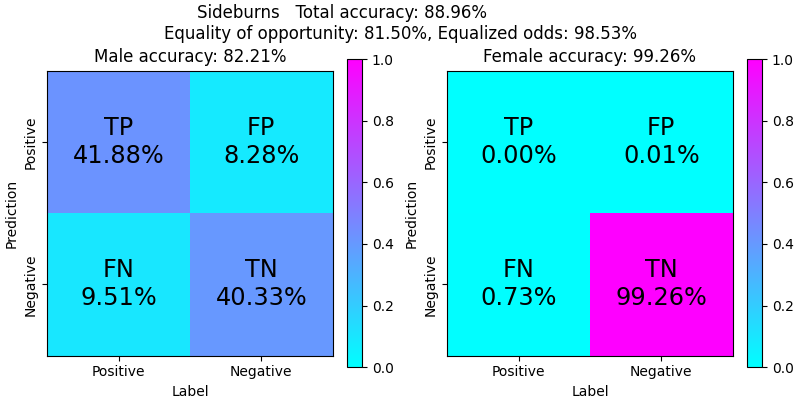 Sideburns   Total accuracy: 88.96%
Equality of opportunity: 81.50%, Equalized odds: 98.53%
Male accuracy: 82.21%
Prediction
Positive
Negative
TP
41.88%
FP
8.28%
FN
9.51%
TN
40.33%
Positive
Negative
Label
1.0
0.8
0.6
0.4
0.2
0.0
Female accuracy: 99.26%
Prediction
Positive
Negative
TP
0.00%
FP
0.01%
FN
0.73%
TN
99.26%
Positive
Negative
Label
1.0
0.8
0.6
0.4
0.2
0.0